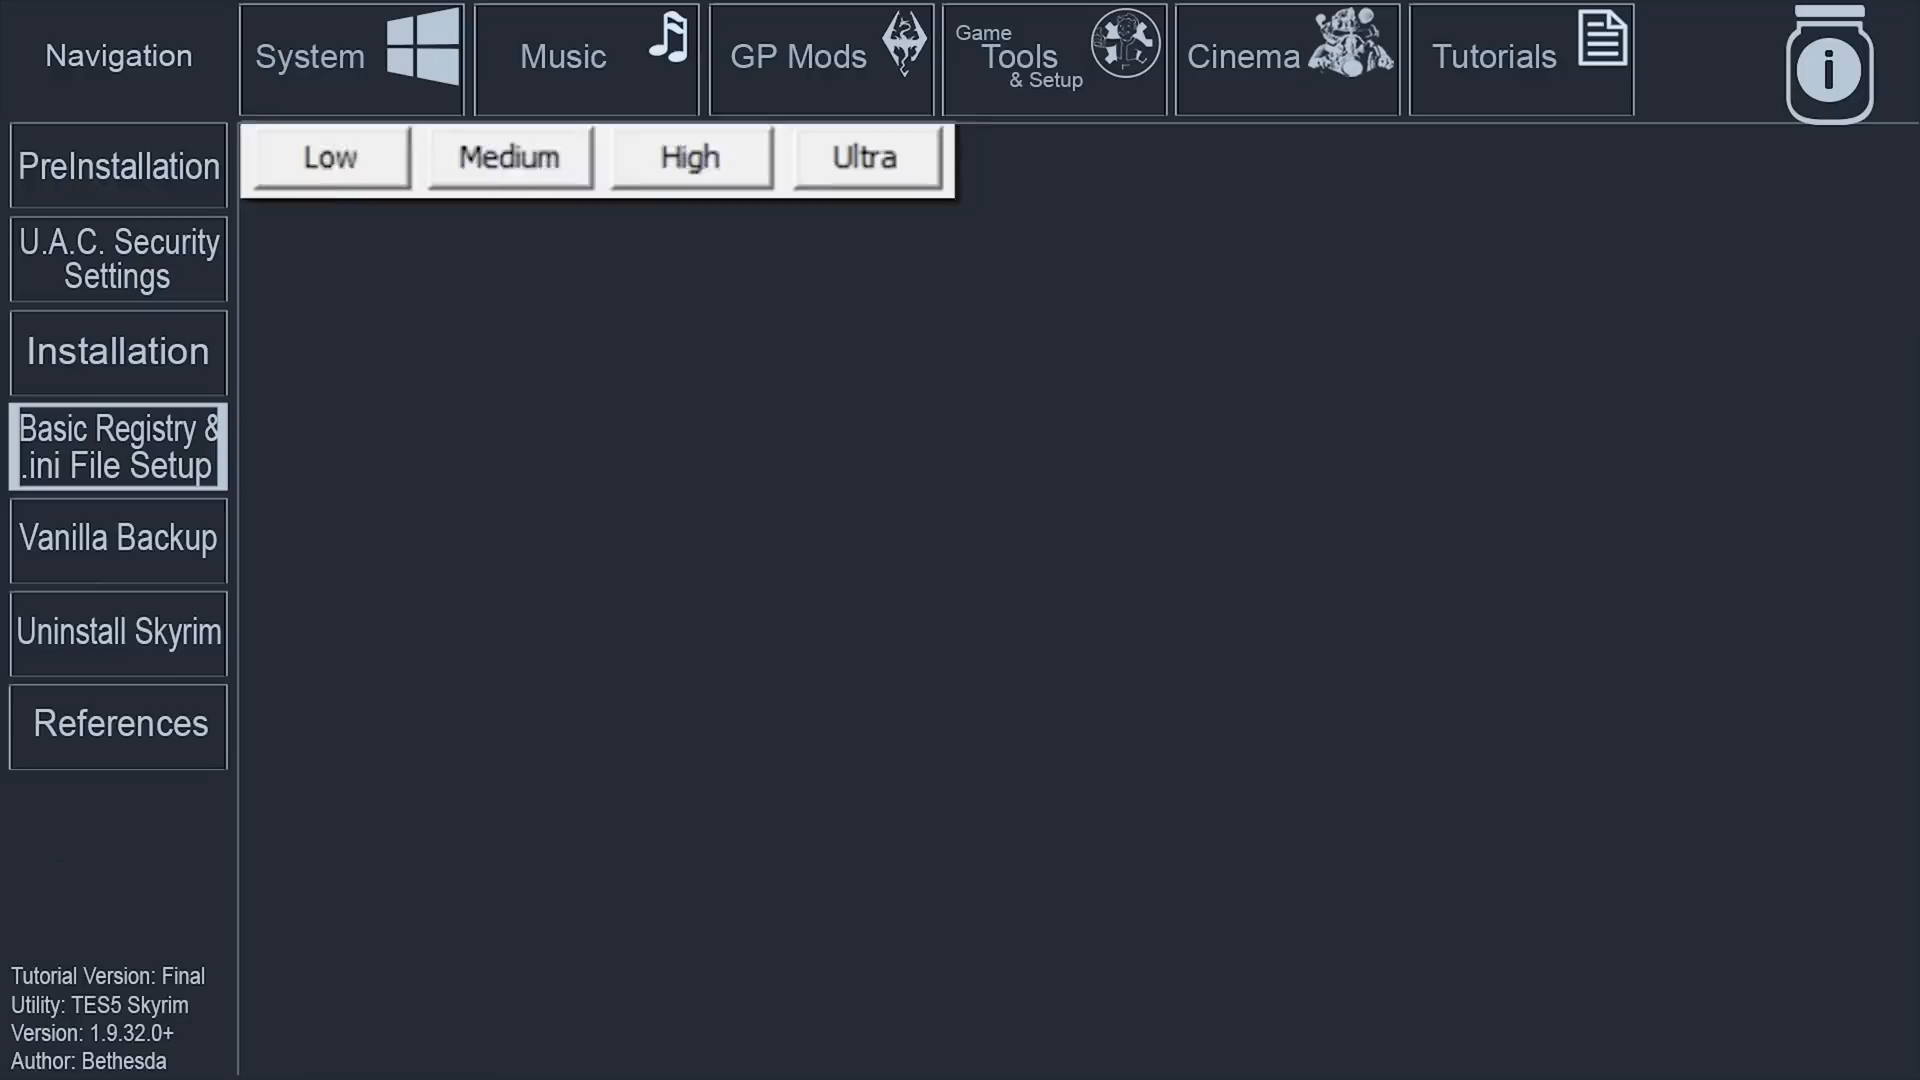 Navigation
System
Music
GP Mods
Game
Tools
& Setup
Cinema
Tutorials
i
Low
Medium
High
Ultra
PreInstallation
U.A.C. Security
Settings
Installation
Basic Registry &
.ini File Setup
Vanilla Backup
Uninstall Skyrim
References
Tutorial Version: Final
Utility: TES5 Skyrim
Version: 1.9.32.0+
Author: Bethesda